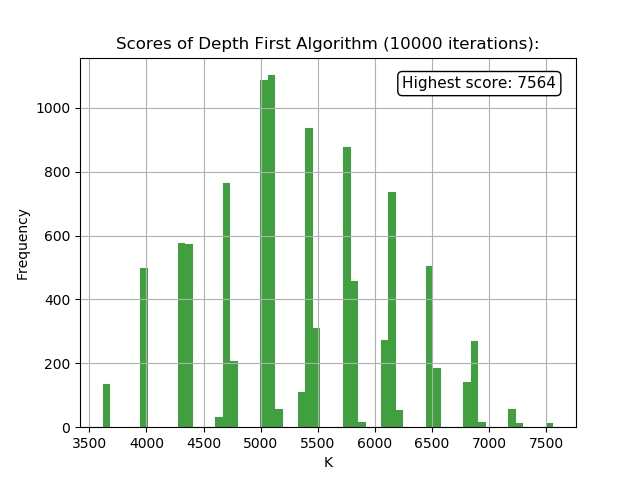 Scores of Depth First Algorithm (10000 iterations):
Highest score: 7564
1000
800
600
400
200
0
Frequency
3500 4000 4500 5000 5500 6000 6500 7000 7500
K